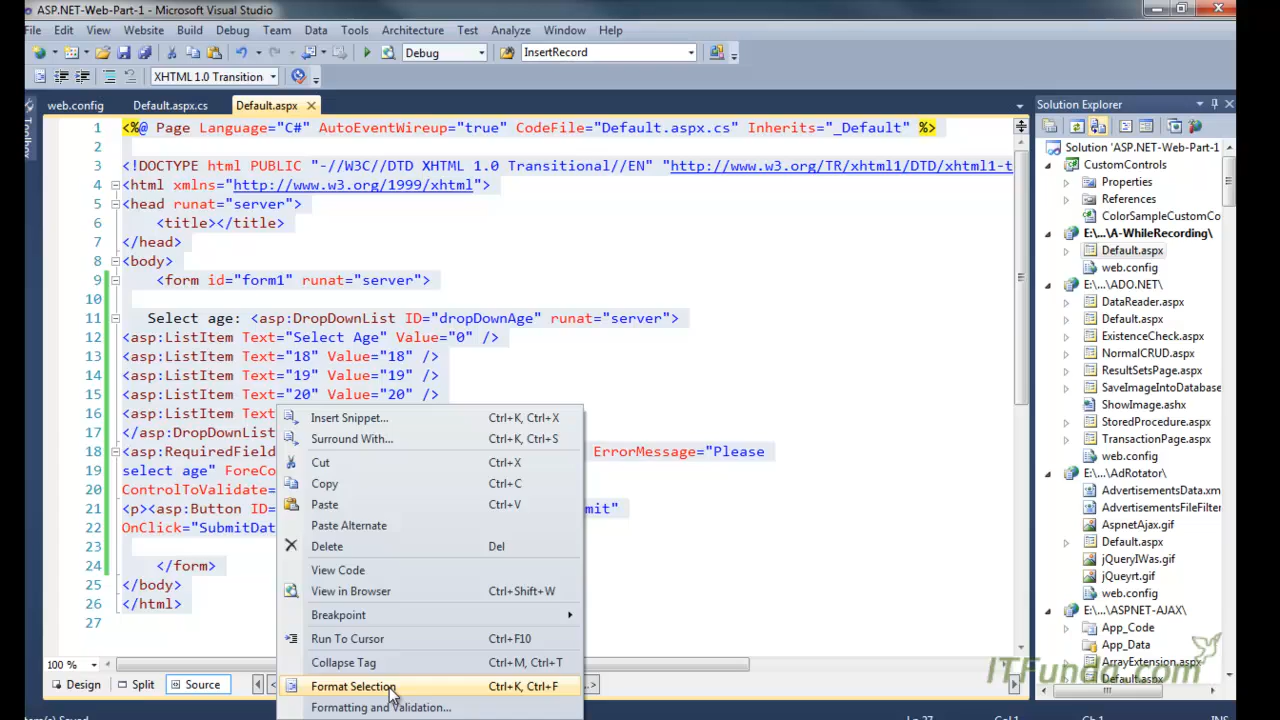 ASP.NET-Web-Part-1 - Microsoft Visual Studio
File Edit View Website Build Debug Team Data Tools Architecture Test Analyze Window Help
Debug InsertRecord
XHTML 1.0 Transition
web.config Default.aspx.cs Default.aspx
Toolbox
1 <%@ Page Language="C#" AutoEventWireup="true" CodeFile="Default.aspx.cs" Inherits="_Default" %>
2
3 <!DOCTYPE html PUBLIC "-//W3C//DTD XHTML 1.0 Transitional//EN" "http://www.w3.org/TR/xhtml1/DTD/xhtml1-t
4 <html xmlns="http://www.w3.org/1999/xhtml">
5 <head runat="server">
6 <title></title>
7 </head>
8 <body>
9 <form id="form1" runat="server">
10
11 Select age: <asp:DropDownList ID="dropDownAge" runat="server">
12 <asp:ListItem Text="Select Age" Value="0" />
13 <asp:ListItem Text="18" Value="18" />
14 <asp:ListItem Text="19" Value="19" />
15 <asp:ListItem Text="20" Value="20" />
16 <asp:ListItem Text
17 </asp:DropDownList
18 <asp:RequiredField ErrorMessage="Please
19 select age" ForeCo
20 ControlToValidate=
21 <p><asp:Button ID= mit"
22 OnClick="SubmitDat
23
24 </form>
25 </body>
26 </html>
27
Insert Snippet... Ctrl+K, Ctrl+X
Surround With... Ctrl+K, Ctrl+S
Cut Ctrl+X
Copy Ctrl+C
Paste Ctrl+V
Paste Alternate
Delete Del
View Code
View in Browser Ctrl+Shift+W
Breakpoint
Run To Cursor Ctrl+F10
Collapse Tag Ctrl+M, Ctrl+T
Format Selection Ctrl+K, Ctrl+F
Formatting and Validation...
100 %
Design Split Source
Ln 27 Col 1 Ch 1
Solution Explorer
Solution 'ASP.NET-Web-Part-1
CustomControls
Properties
References
ColorSampleCustomCo
E:\...\A-WhileRecording\
Default.aspx
web.config
E:\...\ADO.NET\
DataReader.aspx
Default.aspx
ExistenceCheck.aspx
NormalCRUD.aspx
ResultSetsPage.aspx
SaveImageIntoDatabase
ShowImage.ashx
StoredProcedure.aspx
TransactionPage.aspx
web.config
E:\...\AdRotator\
AdvertisementsData.xm
AdvertisementsFileFilter
AspnetAjax.gif
Default.aspx
jQueryIWas.gif
jQueyrt.gif
web.config
E:\...\ASPNET-AJAX\
App_Code
App_Data
ArrayExtension.aspx
Default.aspx
ITFunda.com